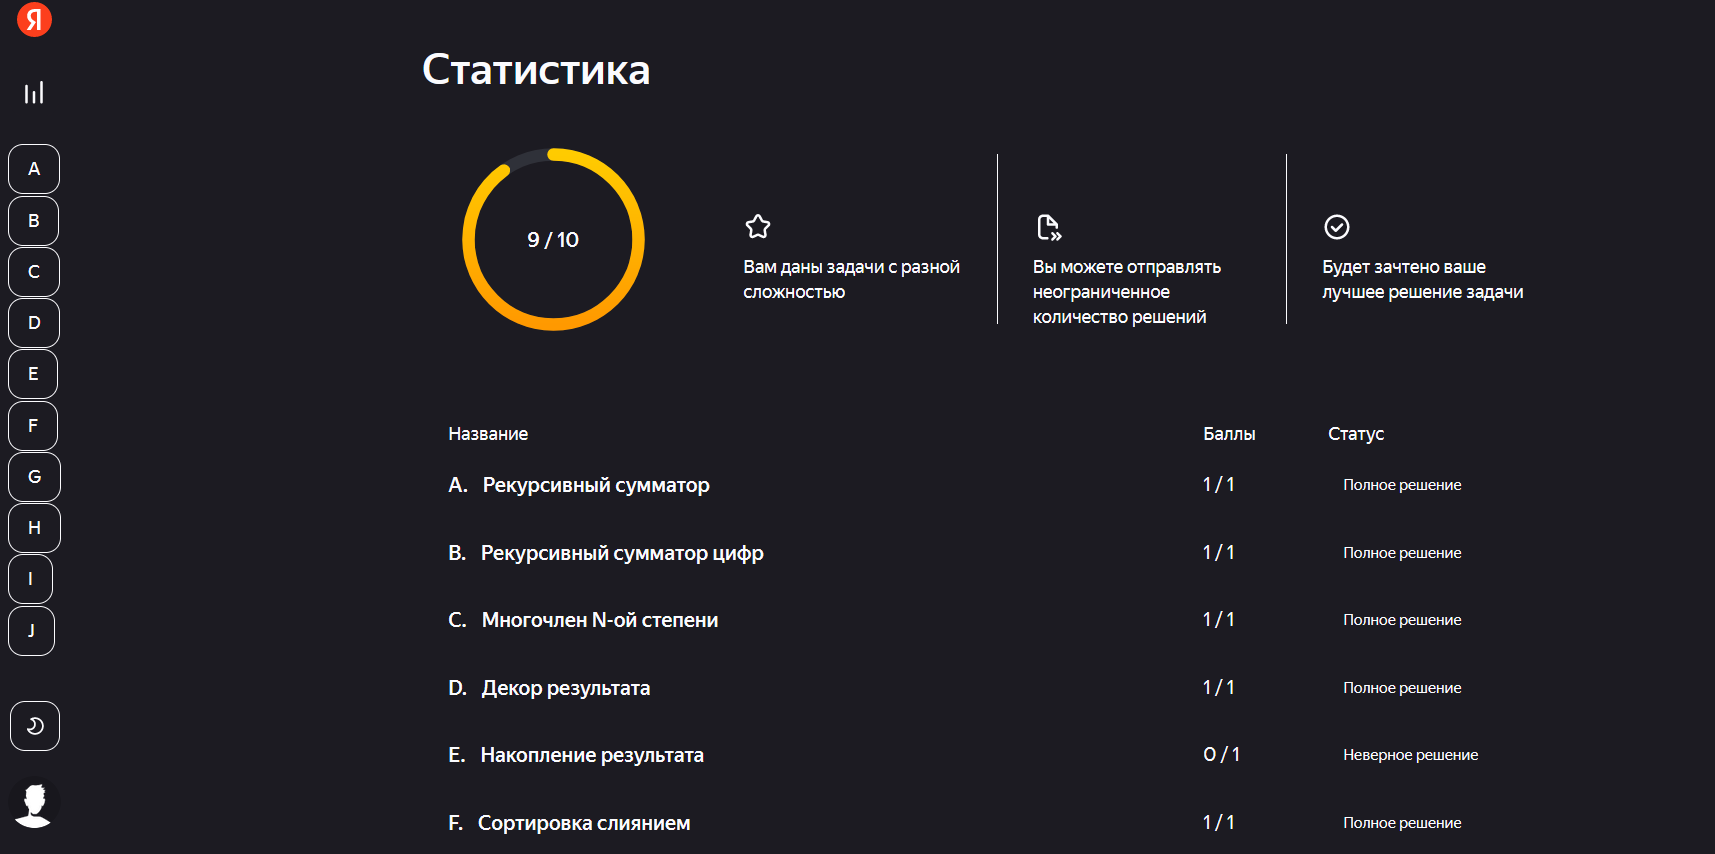 Я
Статистика
A
B
C
D
E
F
G
H
I
J
9 / 10
Вам даны задачи с разной
сложностью
Вы можете отправлять
неограниченное
количество решений
Будет зачтено ваше
лучшее решение задачи
Название Баллы Статус
A. Рекурсивный сумматор 1 / 1 Полное решение
B. Рекурсивный сумматор цифр 1 / 1 Полное решение
C. Многочлен N-ой степени 1 / 1 Полное решение
D. Декор результата 1 / 1 Полное решение
E. Накопление результата 0 / 1 Неверное решение
F. Сортировка слиянием 1 / 1 Полное решение